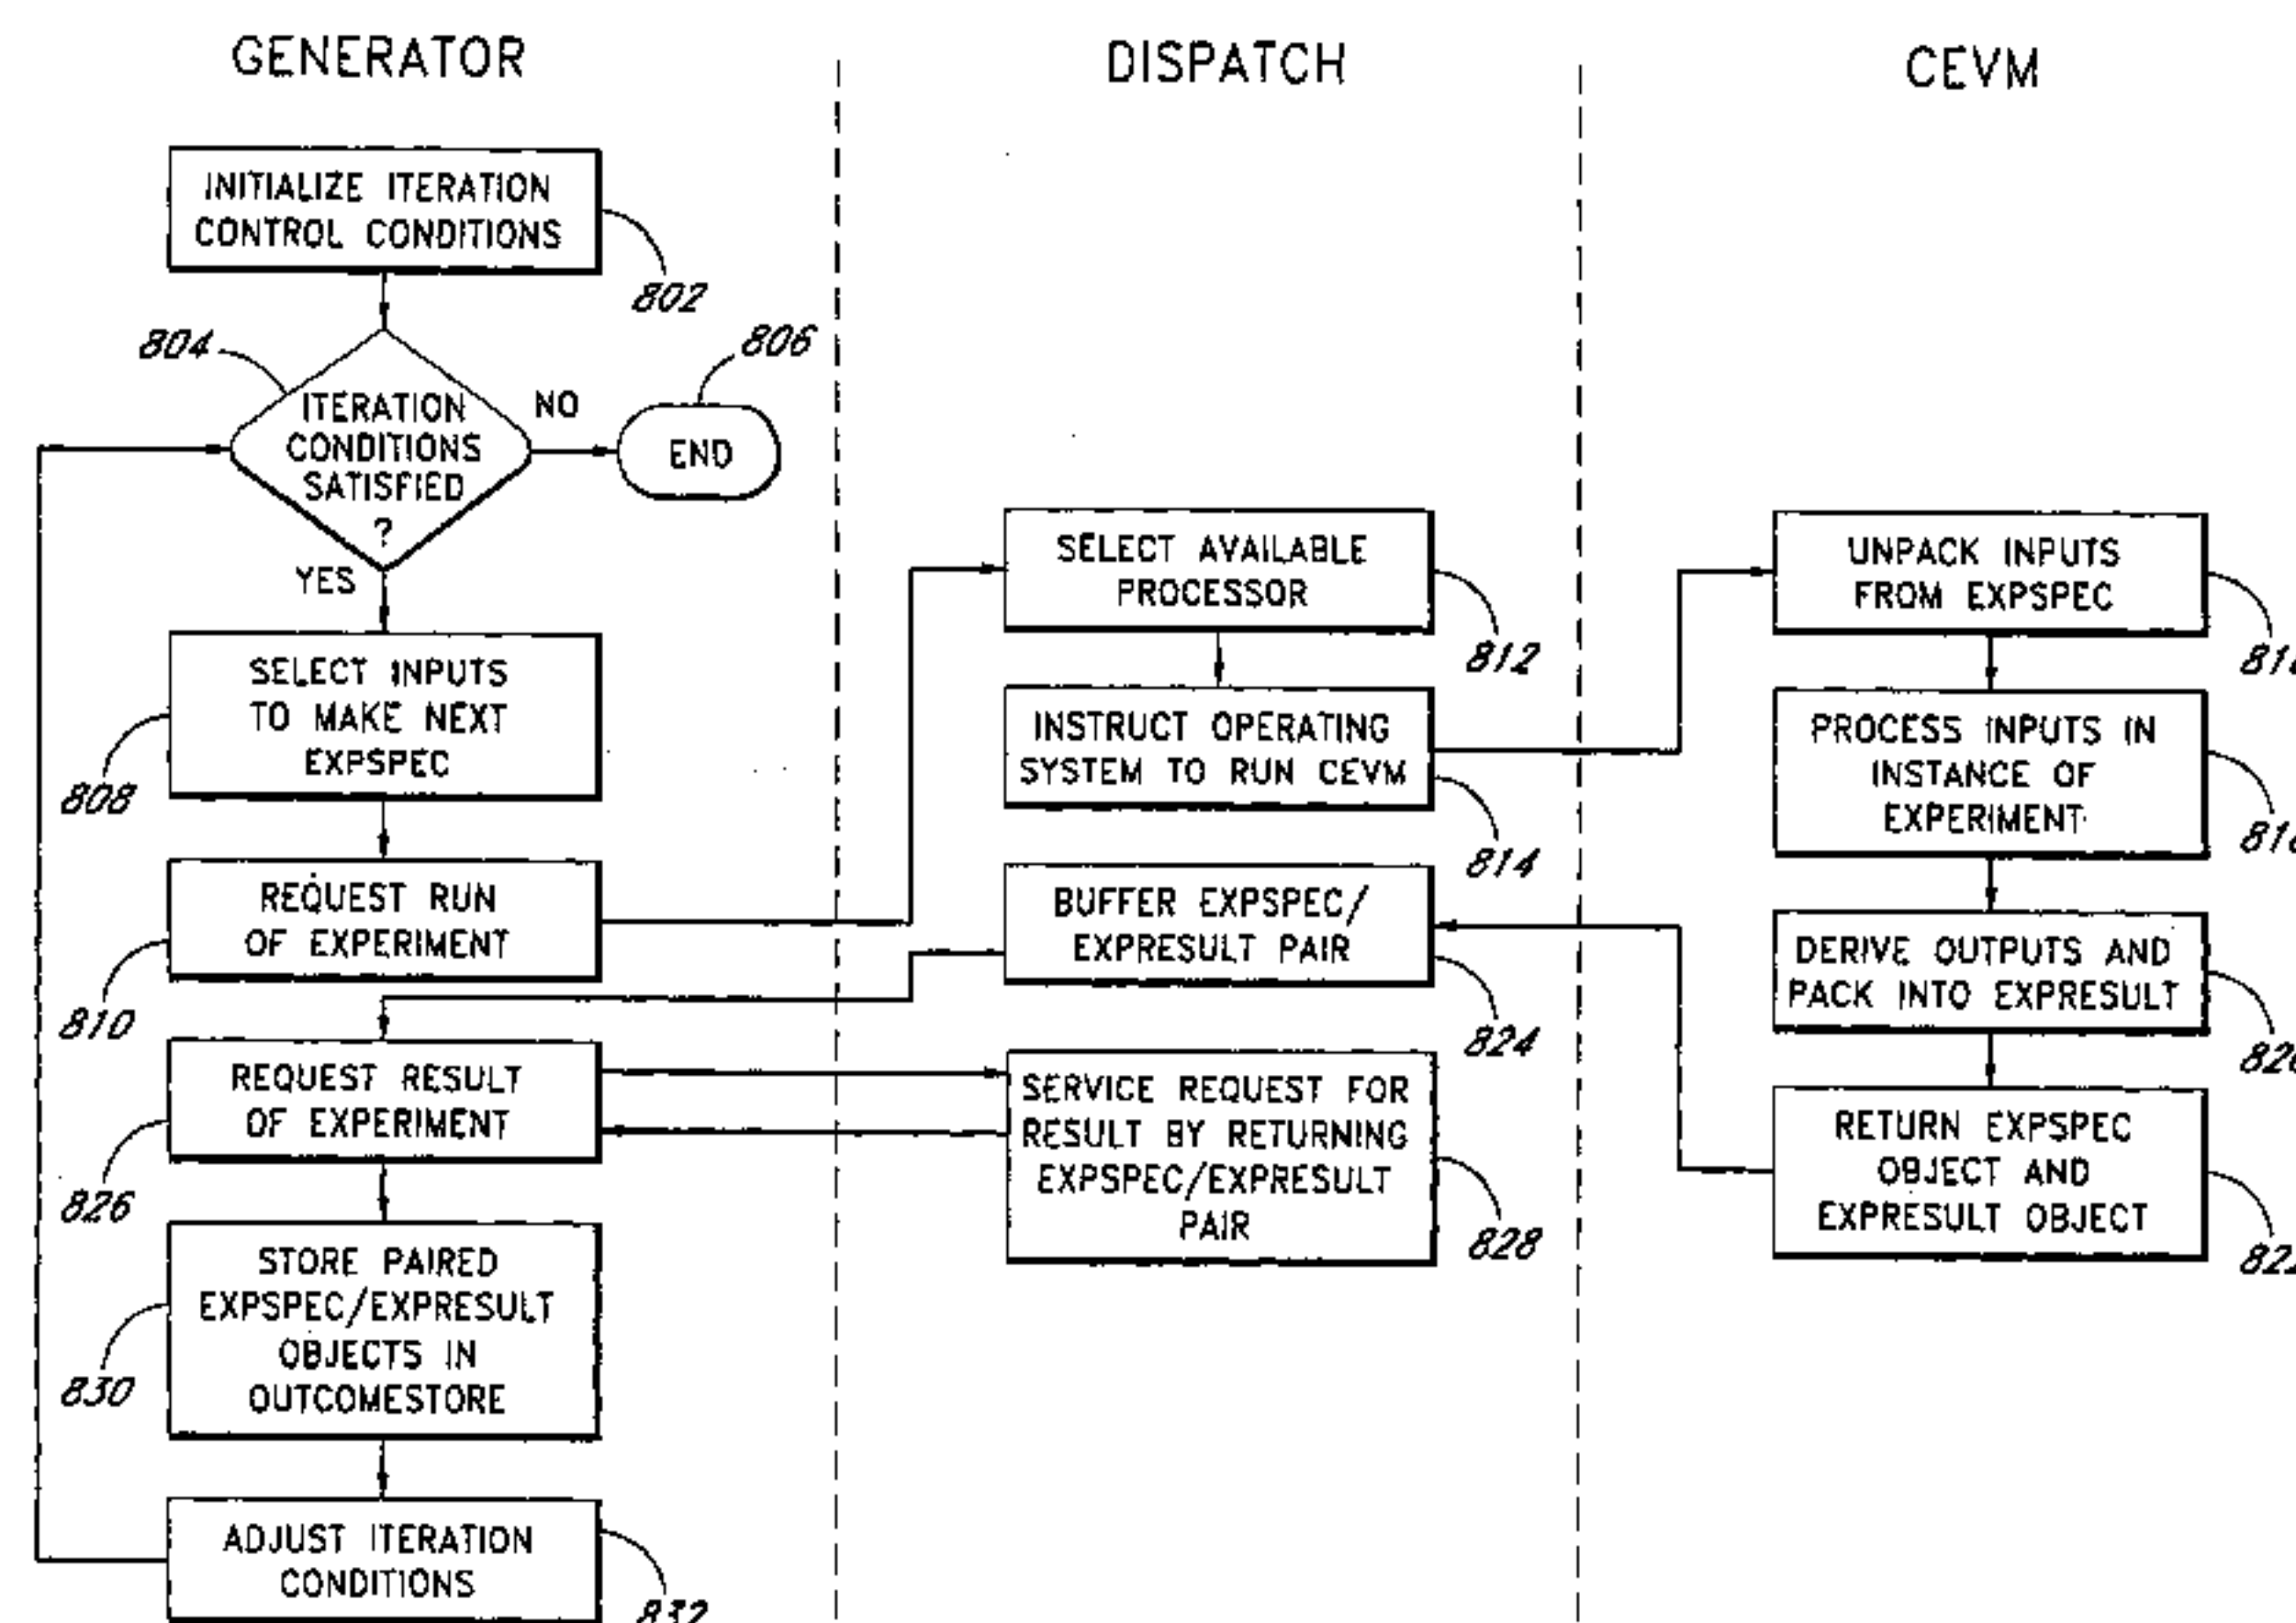 GENERATOR
INITIALIZE ITERATION
CONTROL CONDITIONS
802
804
ITERATION
CONDITIONS
SATISFIED
?
NO
806
END
YES
SELECT INPUTS
TO MAKE NEXT
EXPSPEC
808
REQUEST RUN
OF EXPERIMENT
810
REQUEST RESULT
OF EXPERIMENT
826
STORE PAIRED
EXPSPEC/EXPRESULT
OBJECTS IN
OUTCOMESTORE
830
ADJUST ITERATION
CONDITIONS
832
DISPATCH
SELECT AVAILABLE
PROCESSOR
812
INSTRUCT OPERATING
SYSTEM TO RUN CEVM
814
BUFFER EXPSPEC/
EXPRESULT PAIR
824
SERVICE REQUEST FOR
RESULT BY RETURNING
EXPSPEC/EXPRESULT
PAIR
828
CEVM
UNPACK INPUTS
FROM EXPSPEC
PROCESS INPUTS IN
INSTANCE OF
EXPERIMENT
DERIVE OUTPUTS AND
PACK INTO EXPRESULT
RETURN EXPSPEC
OBJECT AND
EXPRESULT OBJECT